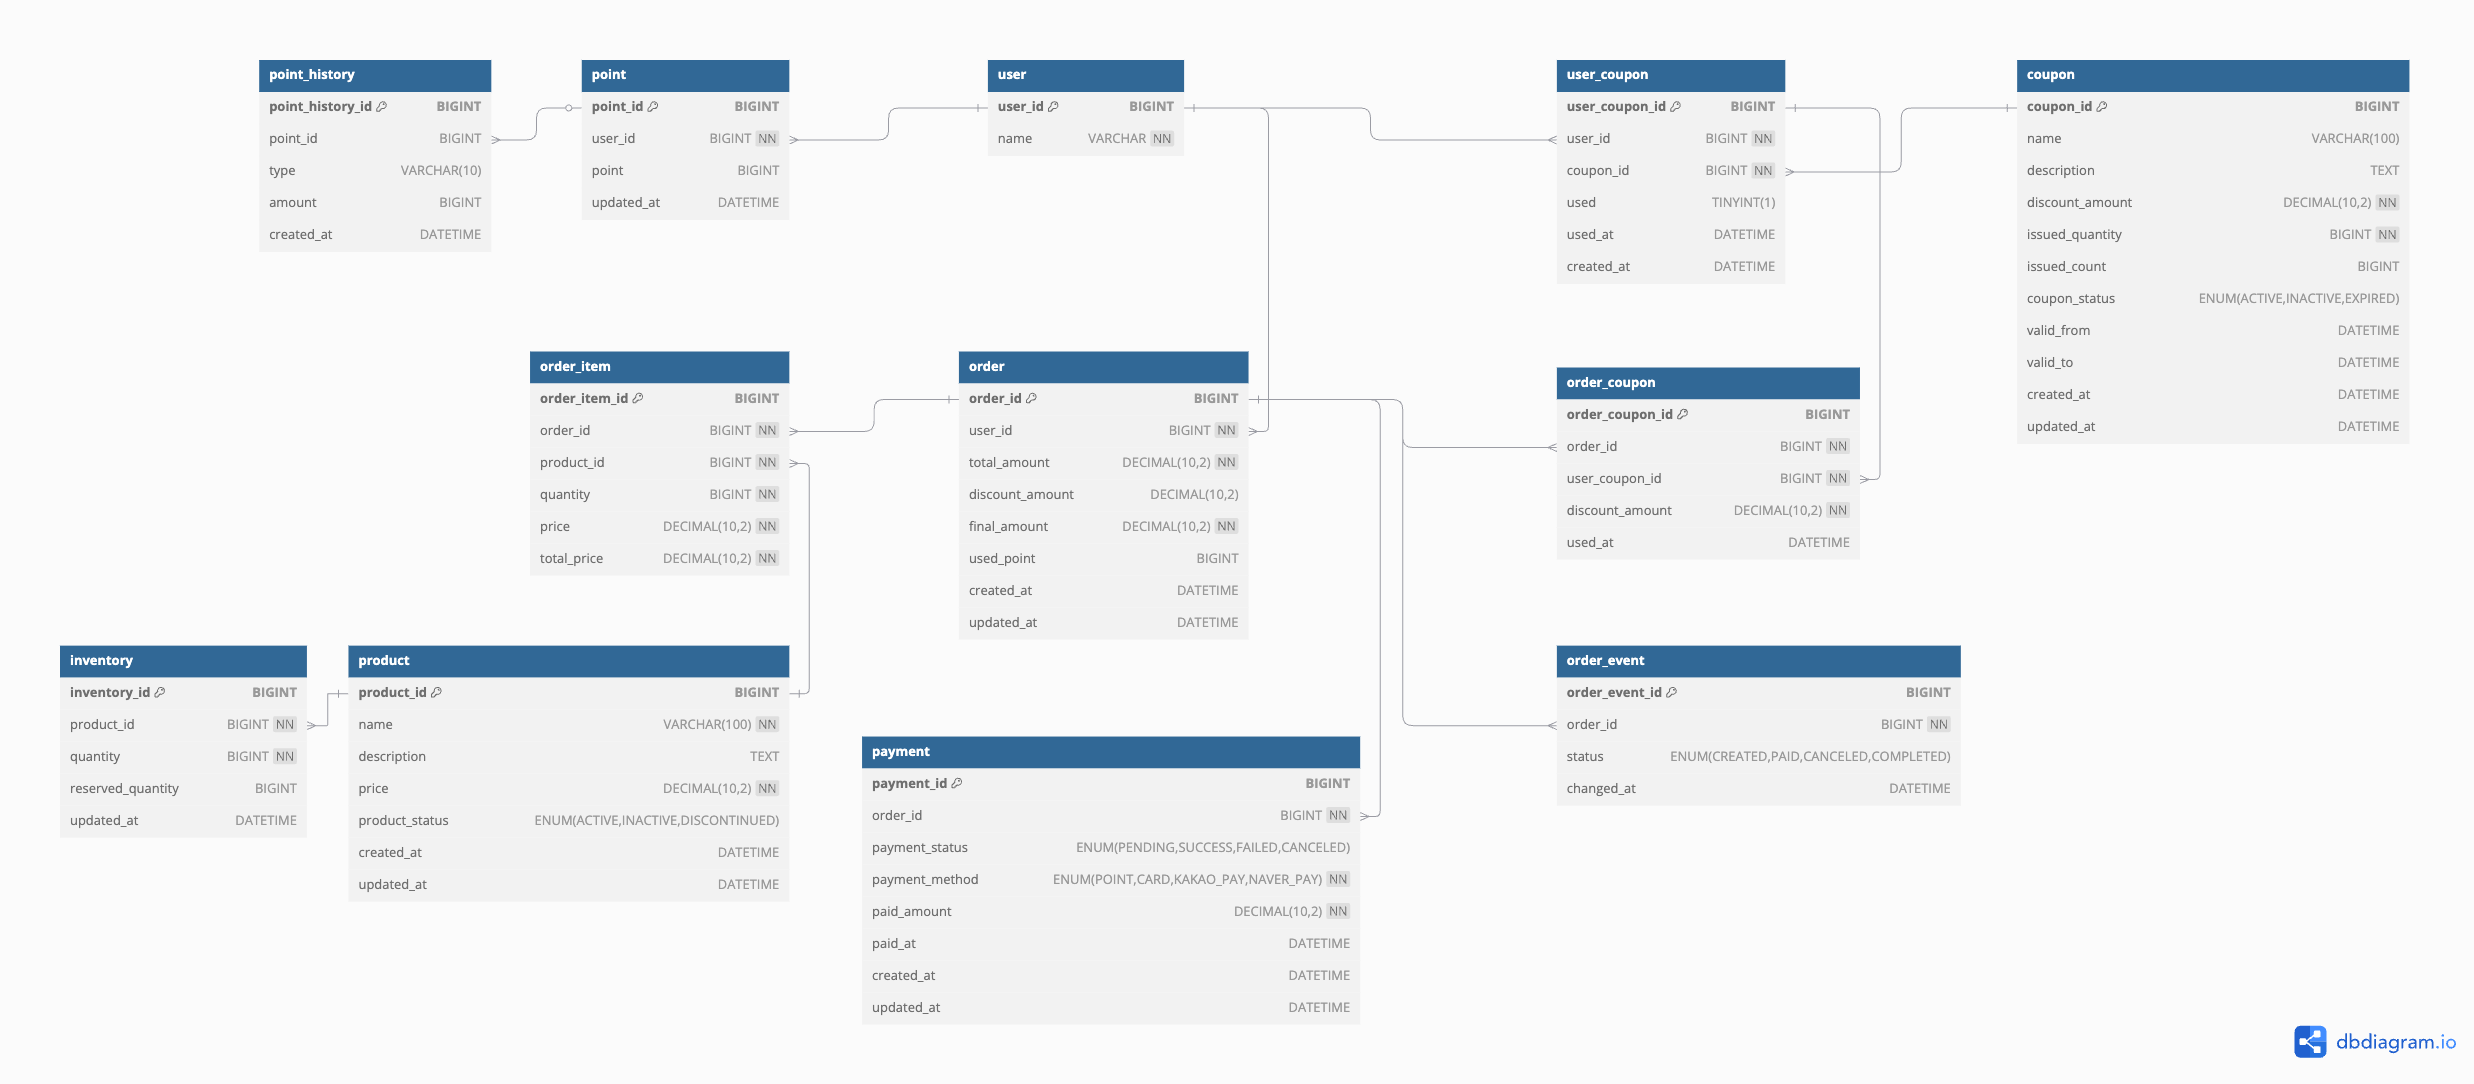 point_history
point_history_id BIGINT
point_id BIGINT
type VARCHAR(10)
amount BIGINT
created_at DATETIME
point
point_id BIGINT
user_id BIGINT NN
point BIGINT
updated_at DATETIME
user
user_id BIGINT
name VARCHAR NN
user_coupon
user_coupon_id BIGINT
user_id BIGINT NN
coupon_id BIGINT NN
used TINYINT(1)
used_at DATETIME
created_at DATETIME
coupon
coupon_id BIGINT
name VARCHAR(100)
description TEXT
discount_amount DECIMAL(10,2) NN
issued_quantity BIGINT NN
issued_count BIGINT
coupon_status ENUM(ACTIVE,INACTIVE,EXPIRED)
valid_from DATETIME
valid_to DATETIME
created_at DATETIME
updated_at DATETIME
order_item
order_item_id BIGINT
order_id BIGINT NN
product_id BIGINT NN
quantity BIGINT NN
price DECIMAL(10,2) NN
total_price DECIMAL(10,2) NN
order
order_id BIGINT
user_id BIGINT NN
total_amount DECIMAL(10,2) NN
discount_amount DECIMAL(10,2)
final_amount DECIMAL(10,2) NN
used_point BIGINT
created_at DATETIME
updated_at DATETIME
order_coupon
order_coupon_id BIGINT
order_id BIGINT NN
user_coupon_id BIGINT NN
discount_amount DECIMAL(10,2) NN
used_at DATETIME
inventory
inventory_id BIGINT
product_id BIGINT NN
quantity BIGINT NN
reserved_quantity BIGINT
updated_at DATETIME
product
product_id BIGINT
name VARCHAR(100) NN
description TEXT
price DECIMAL(10,2) NN
product_status ENUM(ACTIVE,INACTIVE,DISCONTINUED)
created_at DATETIME
updated_at DATETIME
payment
payment_id BIGINT
order_id BIGINT NN
payment_status ENUM(PENDING,SUCCESS,FAILED,CANCELED)
payment_method ENUM(POINT,CARD,KAKAO_PAY,NAVER_PAY) NN
paid_amount DECIMAL(10,2) NN
paid_at DATETIME
created_at DATETIME
updated_at DATETIME
order_event
order_event_id BIGINT
order_id BIGINT NN
status ENUM(CREATED,PAID,CANCELED,COMPLETED)
changed_at DATETIME
dbdiagram.io